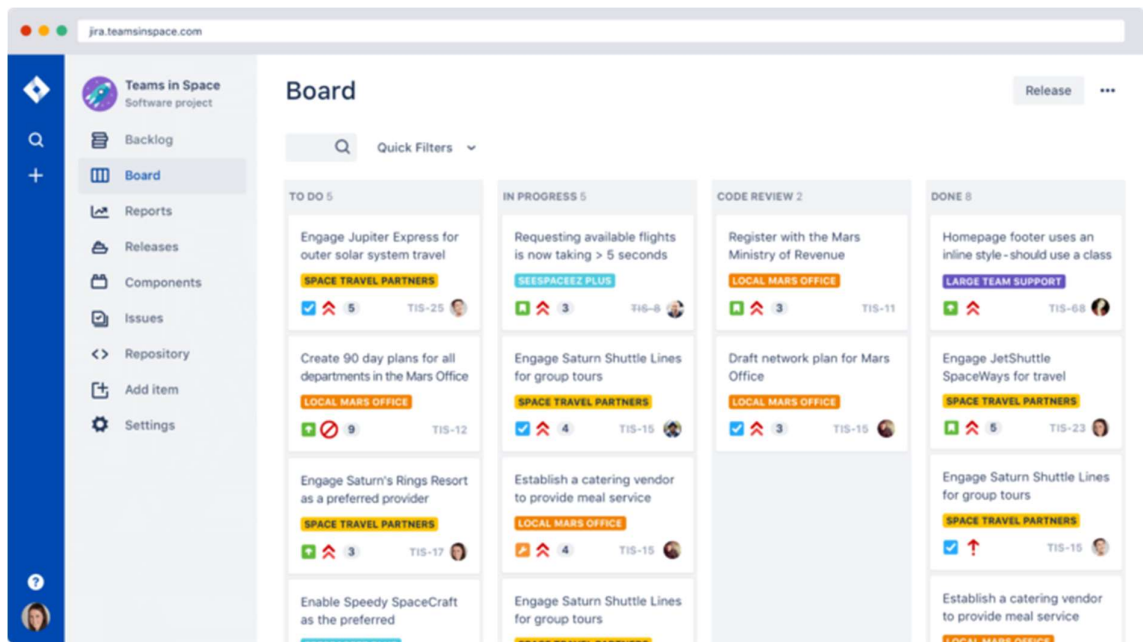 jira.teamsinspace.com
Teams in Space
Software project
Backlog
Board
Reports
Releases
Components
Issues
Repository
Add item
Settings
?
Board
Release
Quick Filters
TO DO 5
Engage Jupiter Express for
outer solar system travel
SPACE TRAVEL PARTNERS
5 TIS-25
Create 90 day plans for all
departments in the Mars Office
LOCAL MARS OFFICE
9 TIS-12
Engage Saturn's Rings Resort
as a preferred provider
SPACE TRAVEL PARTNERS
3 TIS-17
Enable Speedy SpaceCraft
as the preferred
IN PROGRESS 5
Requesting available flights
is now taking > 5 seconds
SEESPACEEZ PLUS
3 TIS-8
Engage Saturn Shuttle Lines
for group tours
SPACE TRAVEL PARTNERS
4 TIS-15
Establish a catering vendor
to provide meal service
LOCAL MARS OFFICE
4 TIS-15
Engage Saturn Shuttle Lines
for group tours
SPACE TRAVEL PARTNERS
CODE REVIEW 2
Register with the Mars
Ministry of Revenue
LOCAL MARS OFFICE
3 TIS-11
Draft network plan for Mars
Office
LOCAL MARS OFFICE
3 TIS-15
DONE 8
Homepage footer uses an
inline style-should use a class
LARGE TEAM SUPPORT
TIS-68
Engage JetShuttle
SpaceWays for travel
SPACE TRAVEL PARTNERS
5 TIS-23
Engage Saturn Shuttle Lines
for group tours
SPACE TRAVEL PARTNERS
TIS-15
Establish a catering vendor
to provide meal service
LOCAL MARS OFFICE